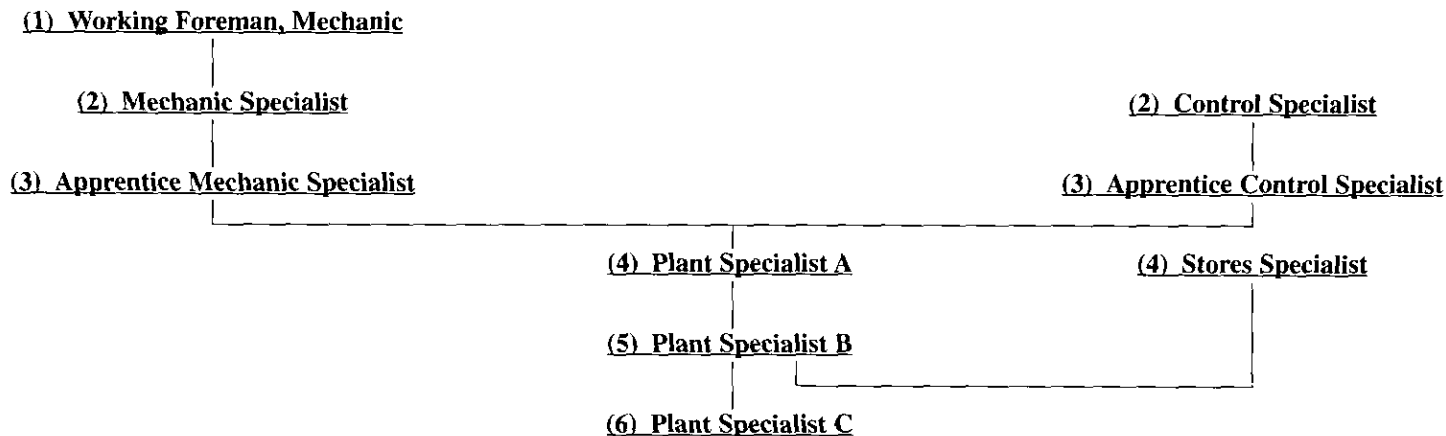 (1) Working Foreman, Mechanic
(2) Mechanic Specialist
(2) Control Specialist
(3) Apprentice Mechanic Specialist
(3) Apprentice Control Specialist
(4) Plant Specialist A
(4) Stores Specialist
(5) Plant Specialist B
(6) Plant Specialist C